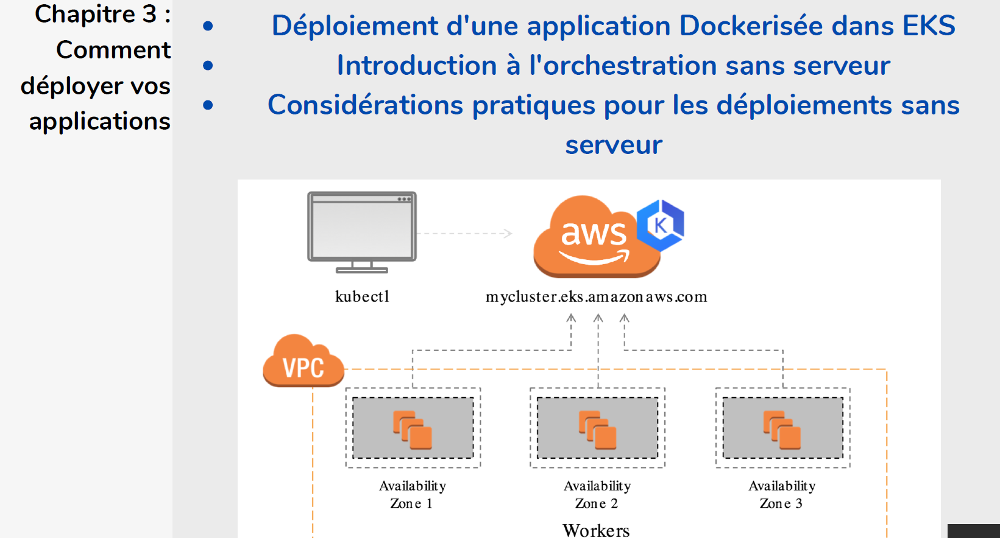 Chapitre 3 :
Comment
déployer vos
applications
Déploiement d'une application Dockerisée dans EKS
Introduction à l'orchestration sans serveur
Considérations pratiques pour les déploiements sans
serveur
aws
K
kubectl
mycluster.eks.amazonaws.com
VPC
Availability
Zone 1
Availability
Zone 2
Availability
Zone 3
Workers